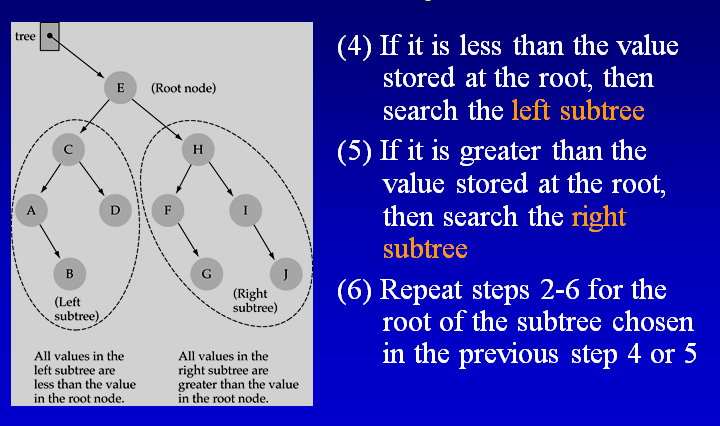 tree
E (Root node)
C
H
A
D
F
I
B
G
J
(Left
subtree)
(Right
subtree)
All values in the
left subtree are
less than the value
in the root node.
All values in the
right subtree are
greater than the value
in the root node.
(4) If it is less than the value
stored at the root, then
search the left subtree
(5) If it is greater than the
value stored at the root,
then search the right
subtree
(6) Repeat steps 2-6 for the
root of the subtree chosen
in the previous step 4 or 5